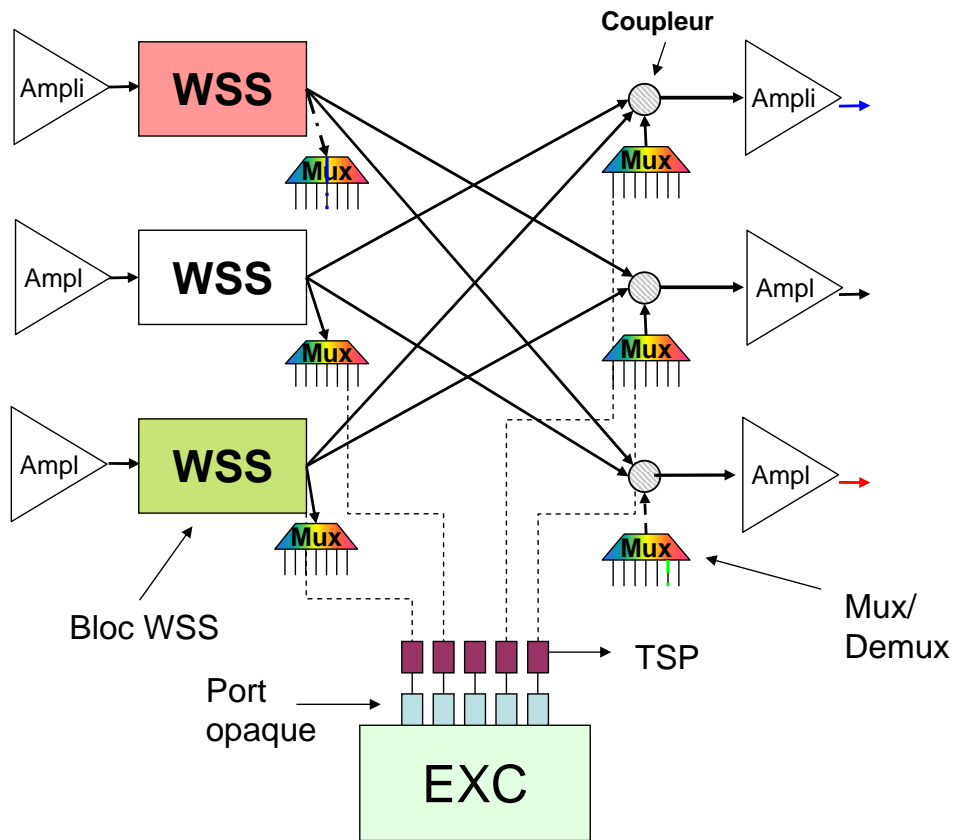 Coupleur
Ampli
WSS
Ampli
Mux
Mux
Ampl
WSS
Ampl
Mux
Mux
Ampl
WSS
Ampl
Mux
Mux
Bloc WSS
Mux/
Demux
TSP
Port
opaque
EXC